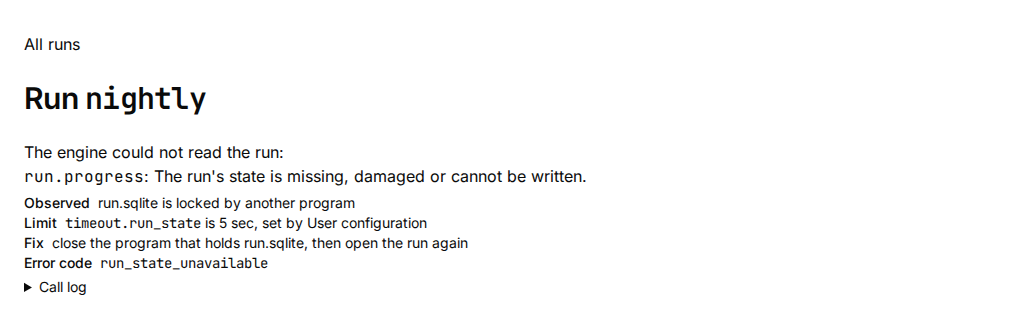 All runs
Run nightly
The engine could not read the run:
run.progress: The run's state is missing, damaged or cannot be written.
Observed run.sqlite is locked by another program
Limit timeout.run_state is 5 sec, set by User configuration
Fix close the program that holds run.sqlite, then open the run again
Error code run_state_unavailable
Call log